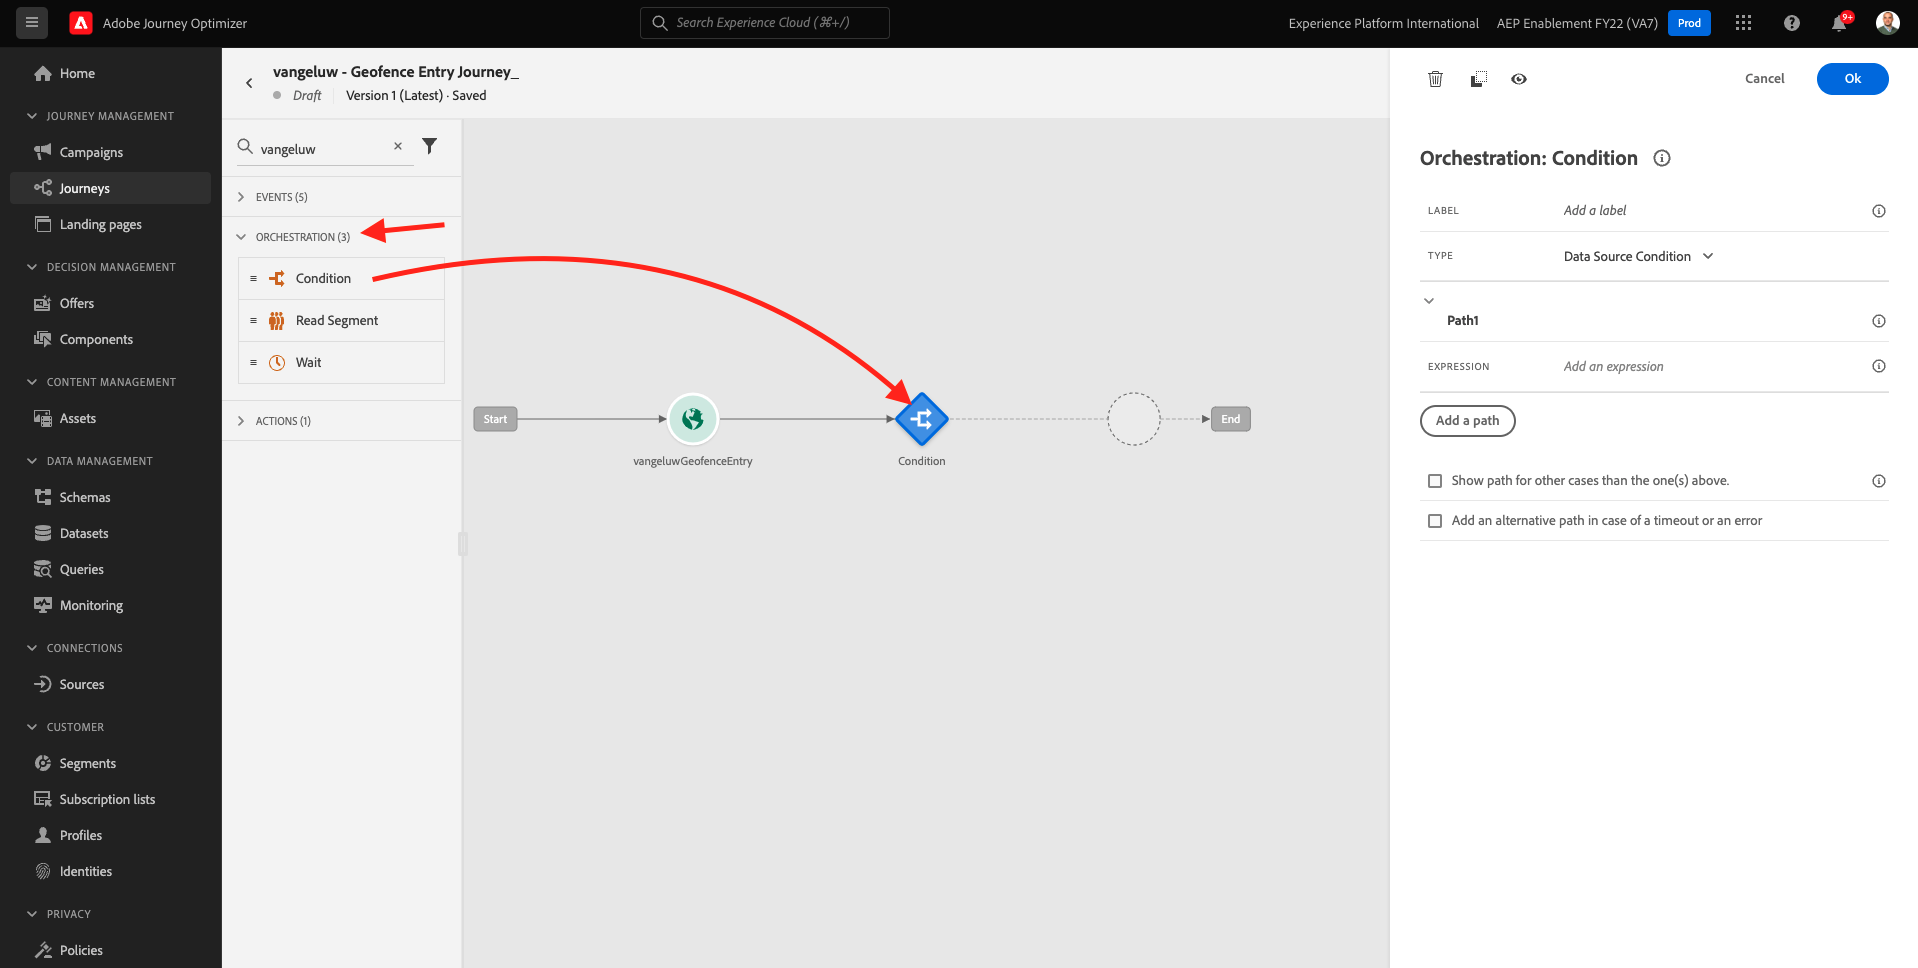 Adobe Journey Optimizer
Search Experience Cloud (⌘+/)
Experience Platform International
AEP Enablement FY22 (VA7)
Prod
9+
Home
JOURNEY MANAGEMENT
Campaigns
Journeys
Landing pages
DECISION MANAGEMENT
Offers
Components
CONTENT MANAGEMENT
Assets
DATA MANAGEMENT
Schemas
Datasets
Queries
Monitoring
CONNECTIONS
Sources
CUSTOMER
Segments
Subscription lists
Profiles
Identities
PRIVACY
Policies
vangeluw - Geofence Entry Journey_
Draft
Version 1 (Latest) · Saved
vangeluw
EVENTS (5)
ORCHESTRATION (3)
Condition
Read Segment
Wait
ACTIONS (1)
Start
vangeluwGeofenceEntry
Condition
End
Cancel
Ok
Orchestration: Condition
LABEL
Add a label
TYPE
Data Source Condition
Path1
EXPRESSION
Add an expression
Add a path
Show path for other cases than the one(s) above.
Add an alternative path in case of a timeout or an error